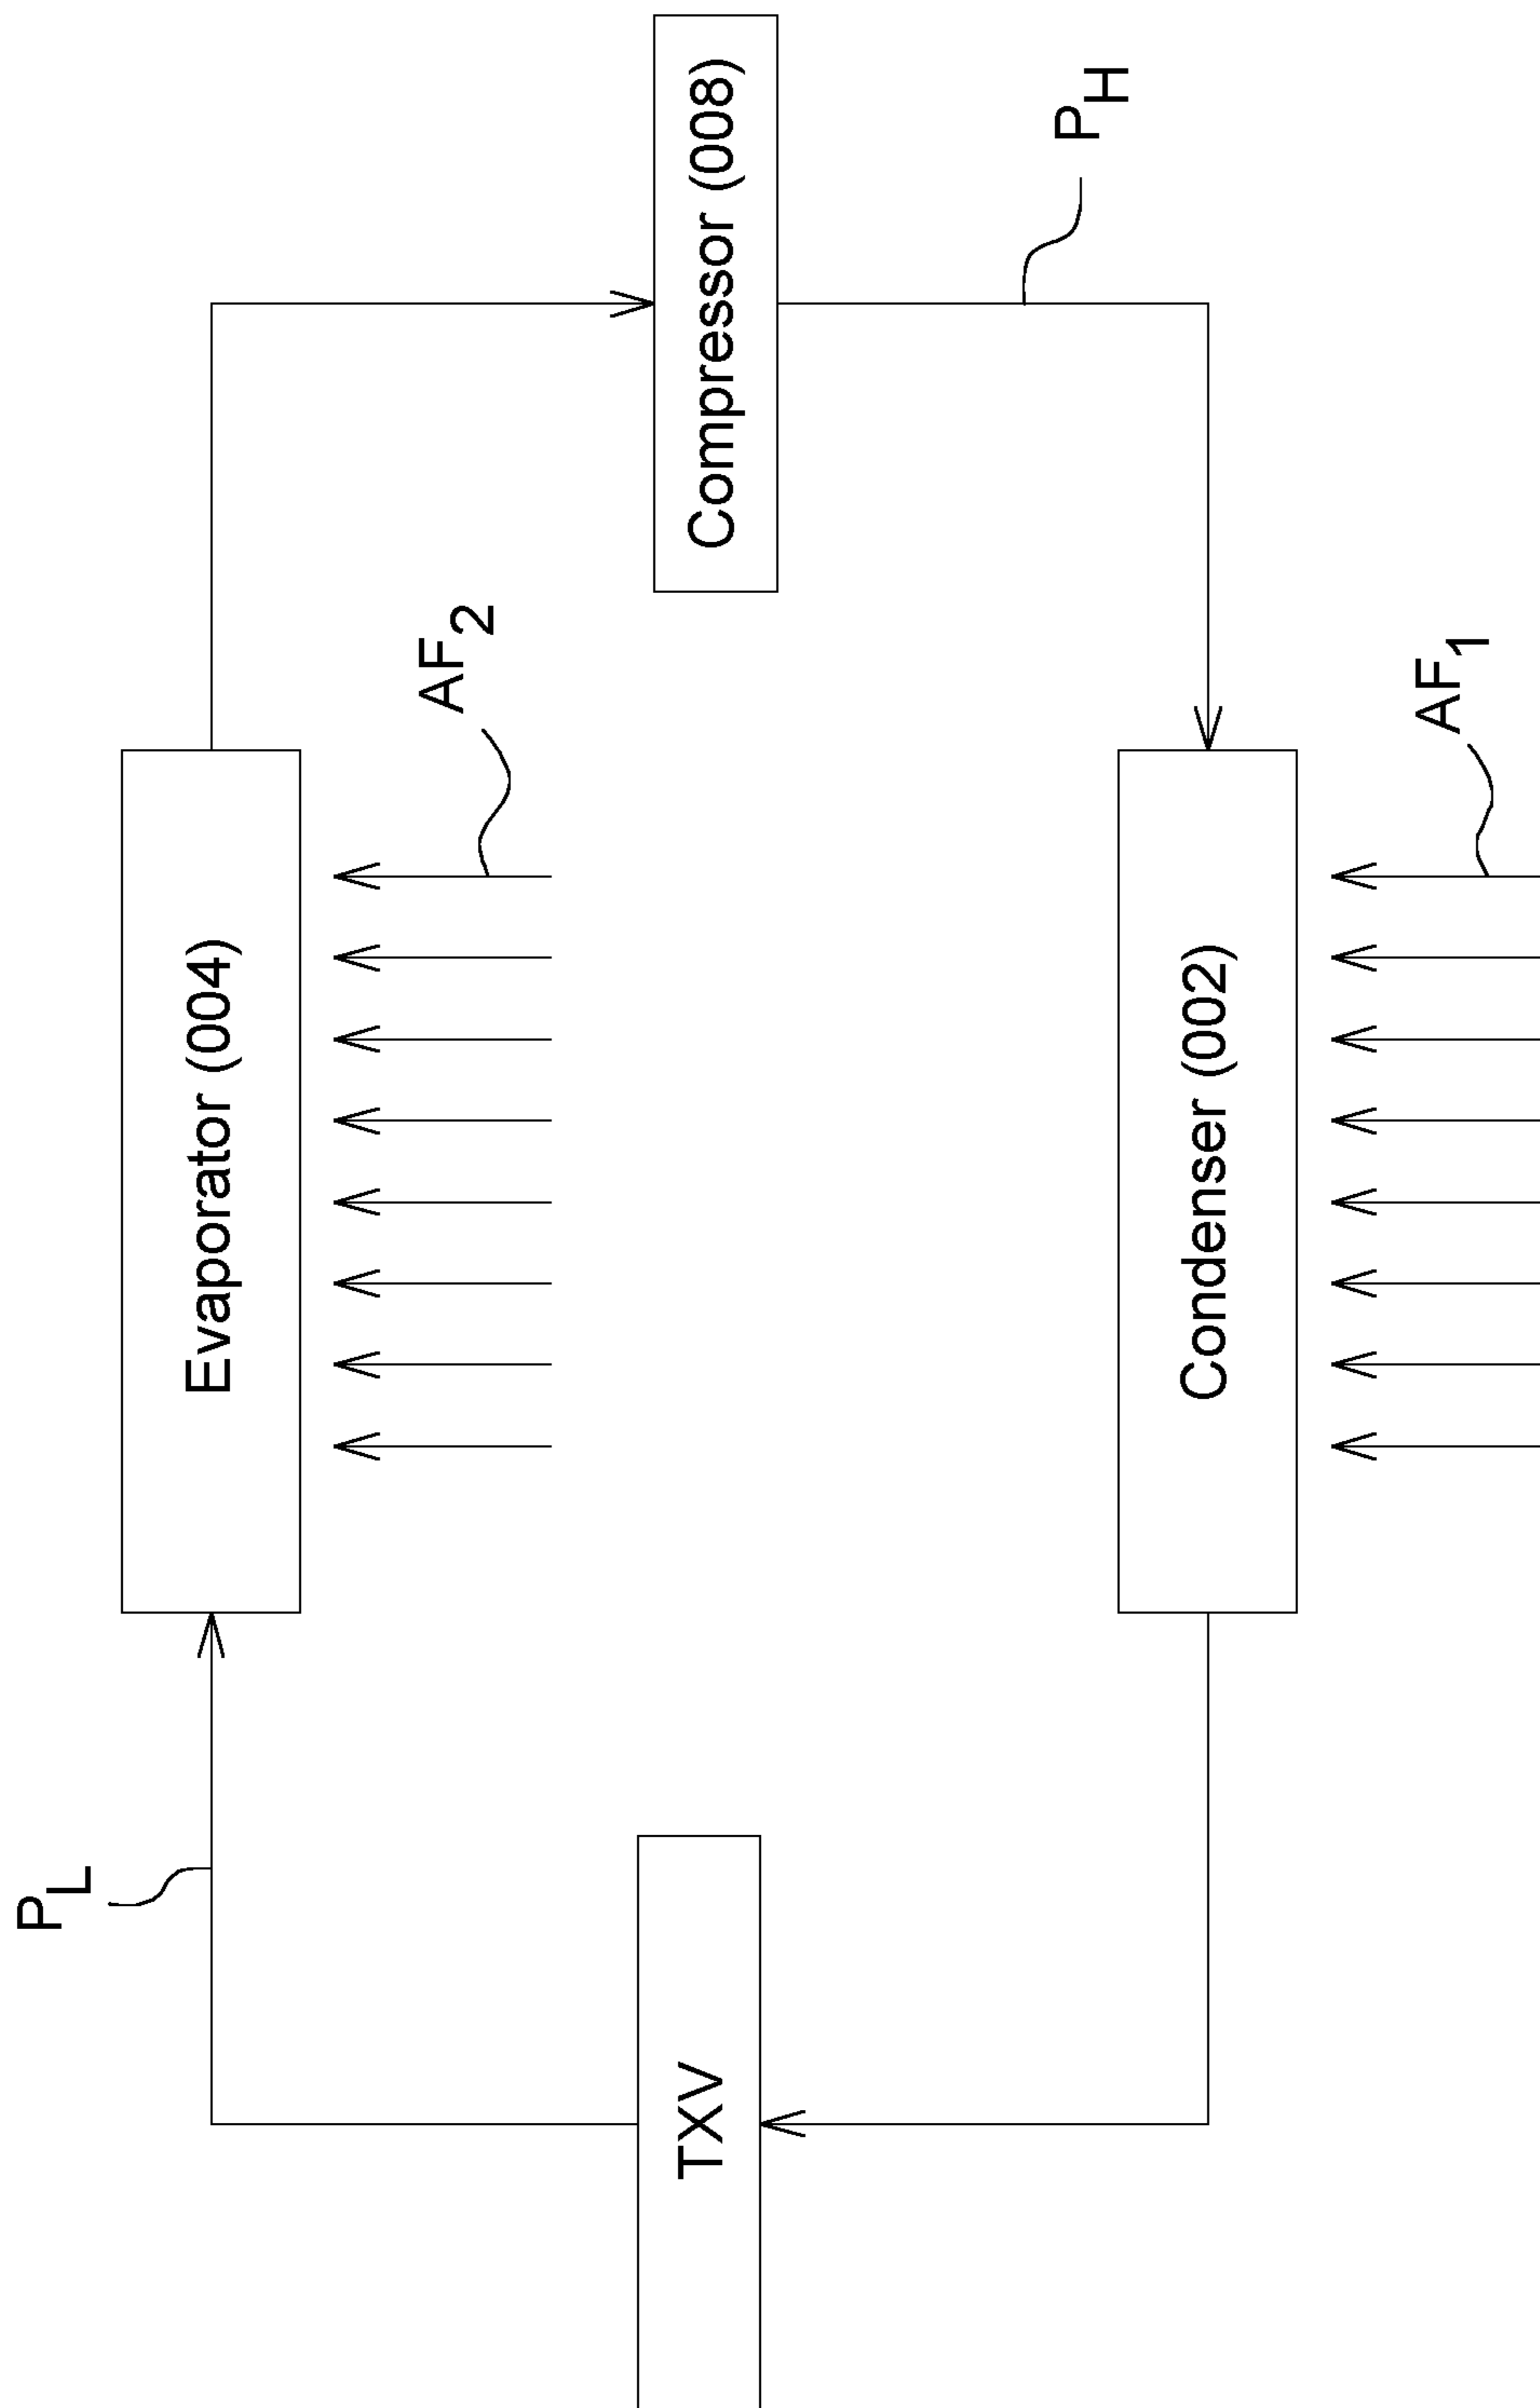 P_L
Evaporator (004)
AF_2
TXV
Compressor (008)
P_H
Condenser (002)
AF_1